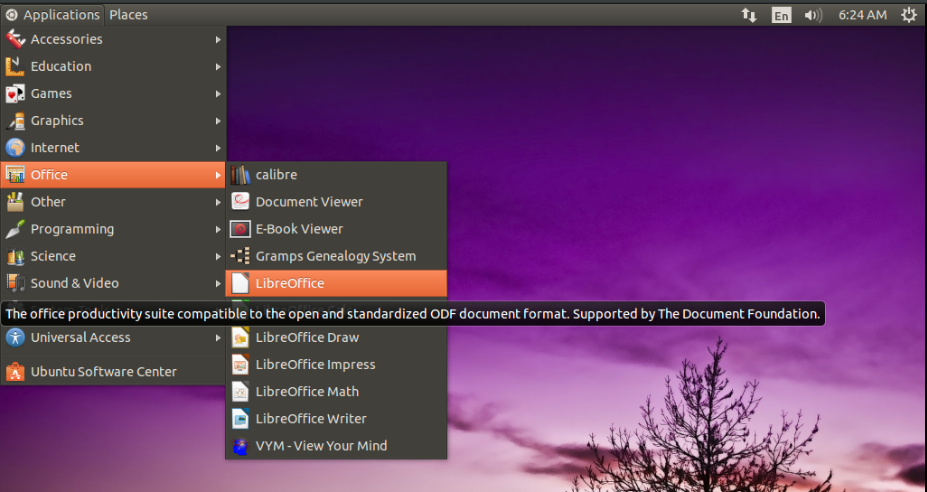 Applications Places En 6:24 AM
Accessories
Education
Games
Graphics
Internet
Office
Other
Programming
Science
Sound & Video
Universal Access
Ubuntu Software Center
calibre
Document Viewer
E-Book Viewer
Gramps Genealogy System
LibreOffice
The office productivity suite compatible to the open and standardized ODF document format. Supported by The Document Foundation.
LibreOffice Draw
LibreOffice Impress
LibreOffice Math
LibreOffice Writer
VYM - View Your Mind